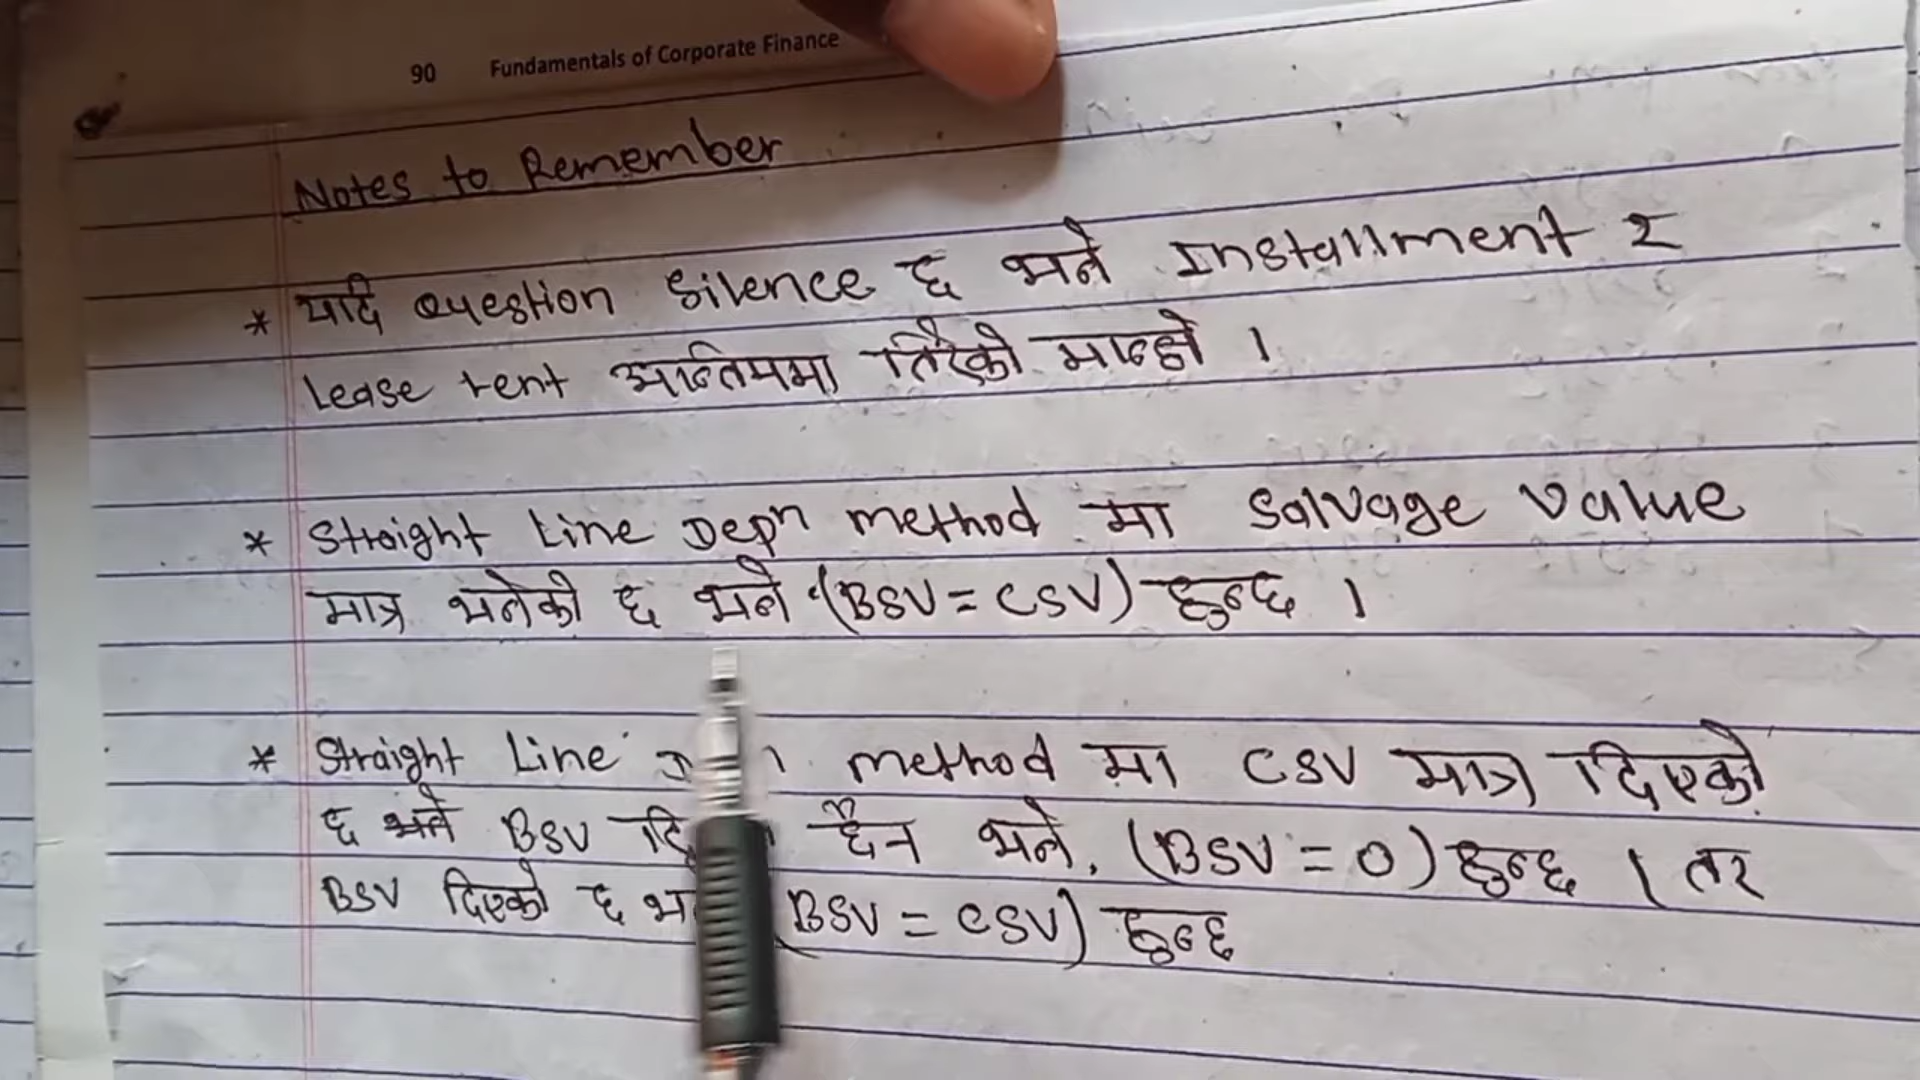 90 Fundamentals of Corporate Finance
Notes to Remember
* यदि Question Silence छ भने Installment र
Lease rent अन्तिममा तिरेको मान्ने ।
* Straight Line Depn method मा Salvage Value
मात्र भनेको छ भने (BSV = CSV) हुन्छ ।
* Straight Line method मा CSV मात्र दिएको
छ भने BSV छैन भने, (BSV = 0) हुन्छ । तर
BSV दिएको छ (BSV = CSV) हुन्छ